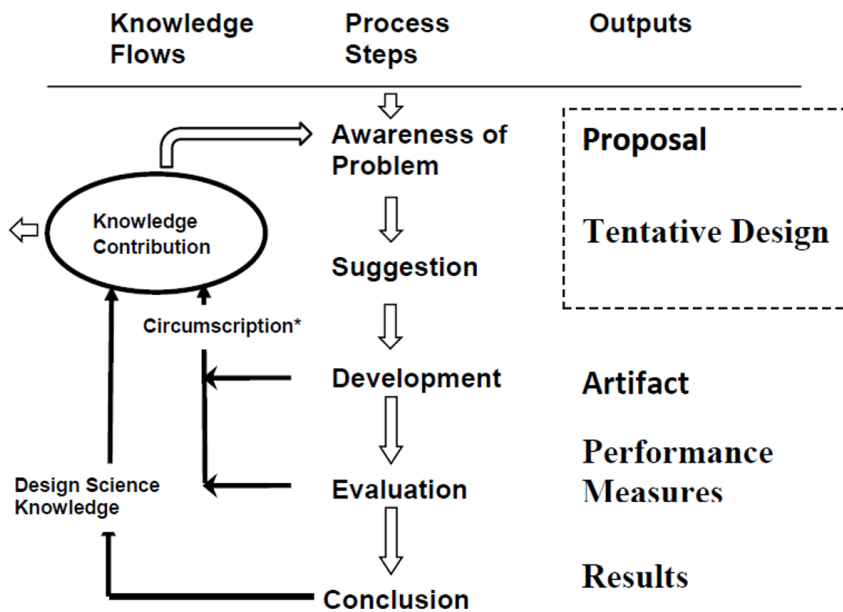 Knowledge
Flows
Process
Steps
Outputs
Awareness of
Problem
Proposal
Knowledge
Contribution
Tentative Design
Suggestion
Circumscription*
Development
Artifact
Performance
Measures
Design Science
Knowledge
Evaluation
Conclusion
Results